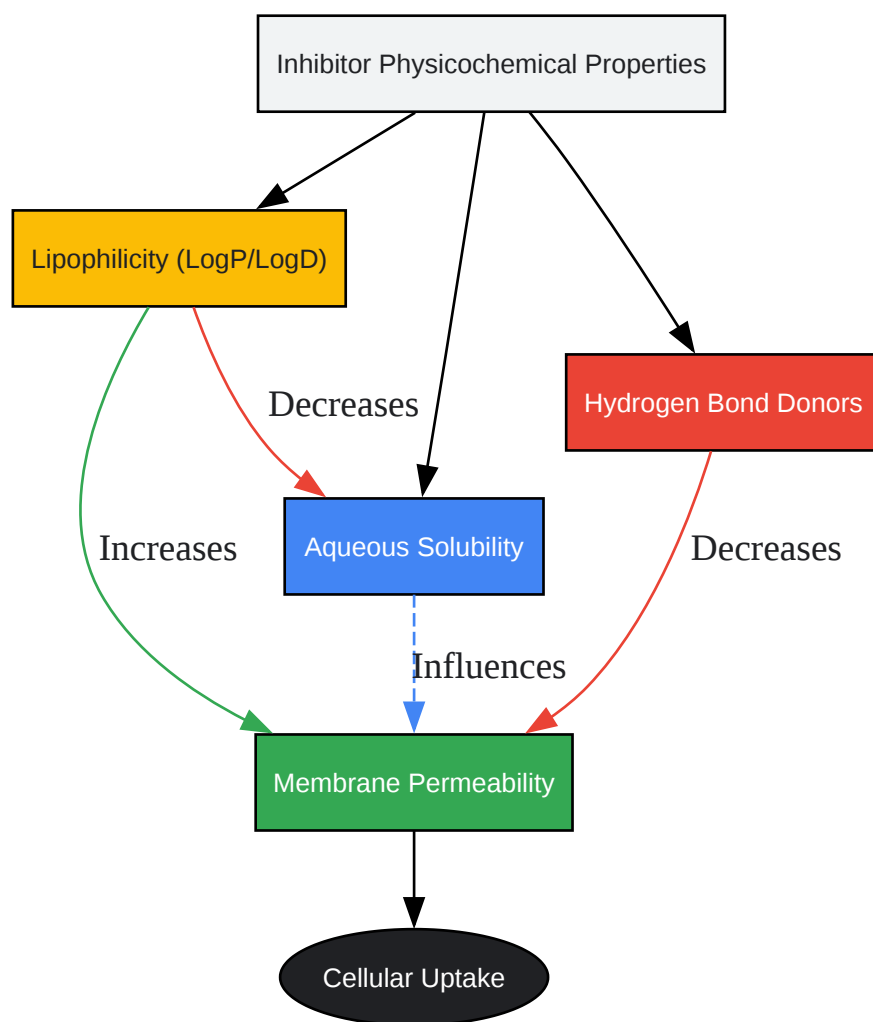 Inhibitor Physicochemical Properties
Lipophilicity (LogP/LogD)
Decreases
Hydrogen Bond Donors
Increases
Aqueous Solubility
Decreases
Influences
Membrane Permeability
Cellular Uptake